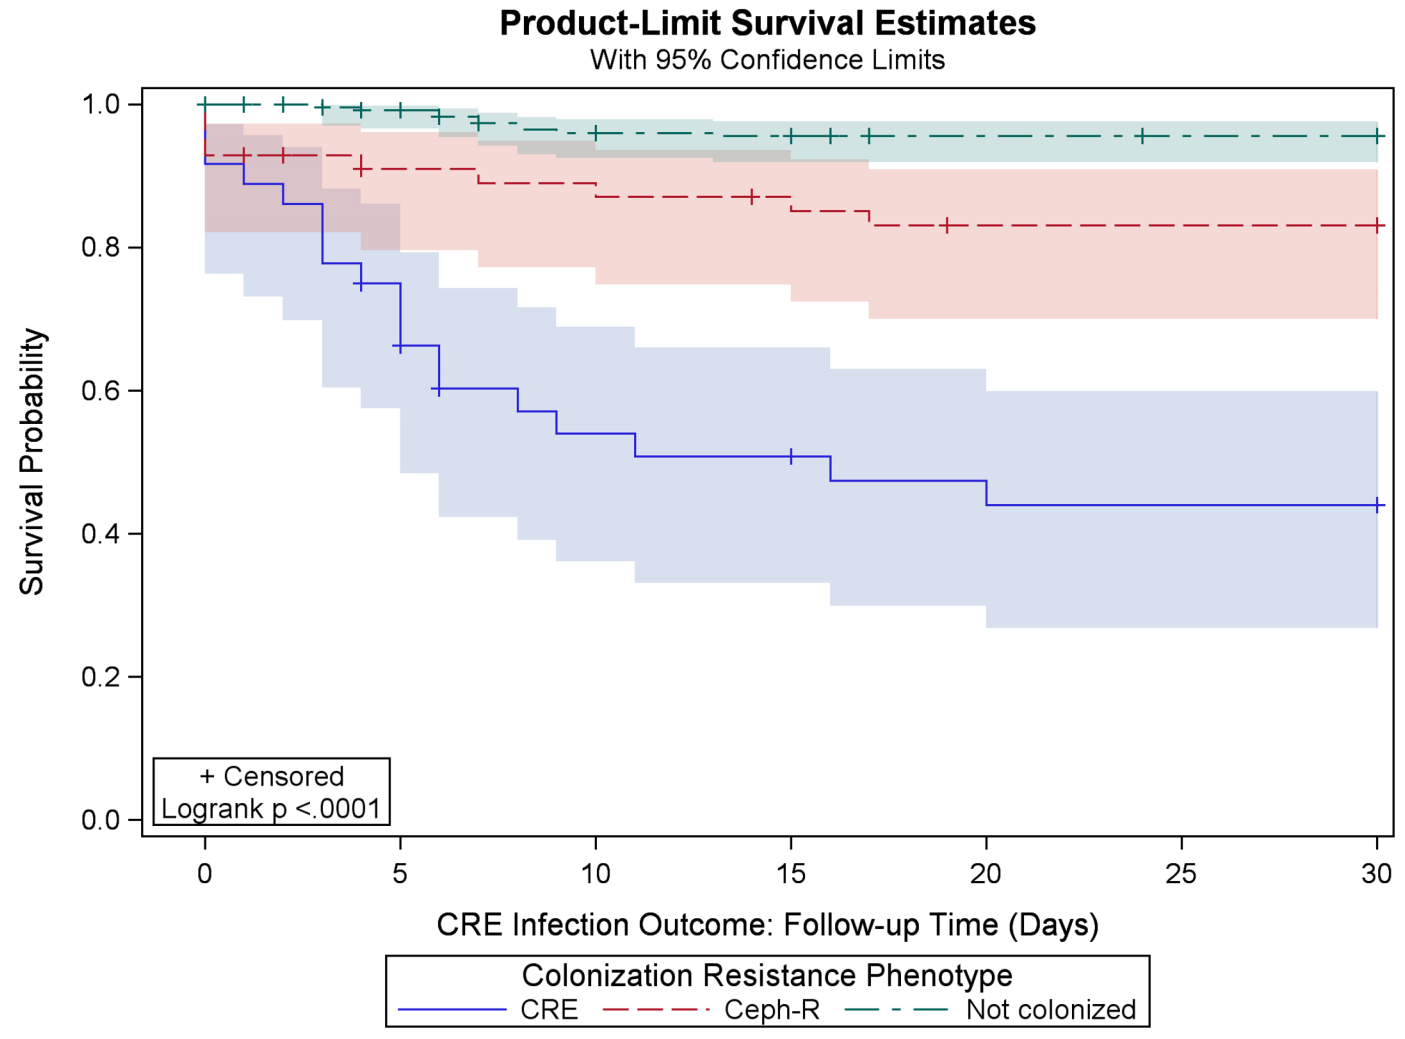 Product-Limit Survival Estimates
With 95% Confidence Limits
Survival Probability
1.0
0.8
0.6
0.4
0.2
0.0
+ Censored
Logrank p <.0001
0 5 10 15 20 25 30
CRE Infection Outcome: Follow-up Time (Days)
Colonization Resistance Phenotype
CRE Ceph-R Not colonized